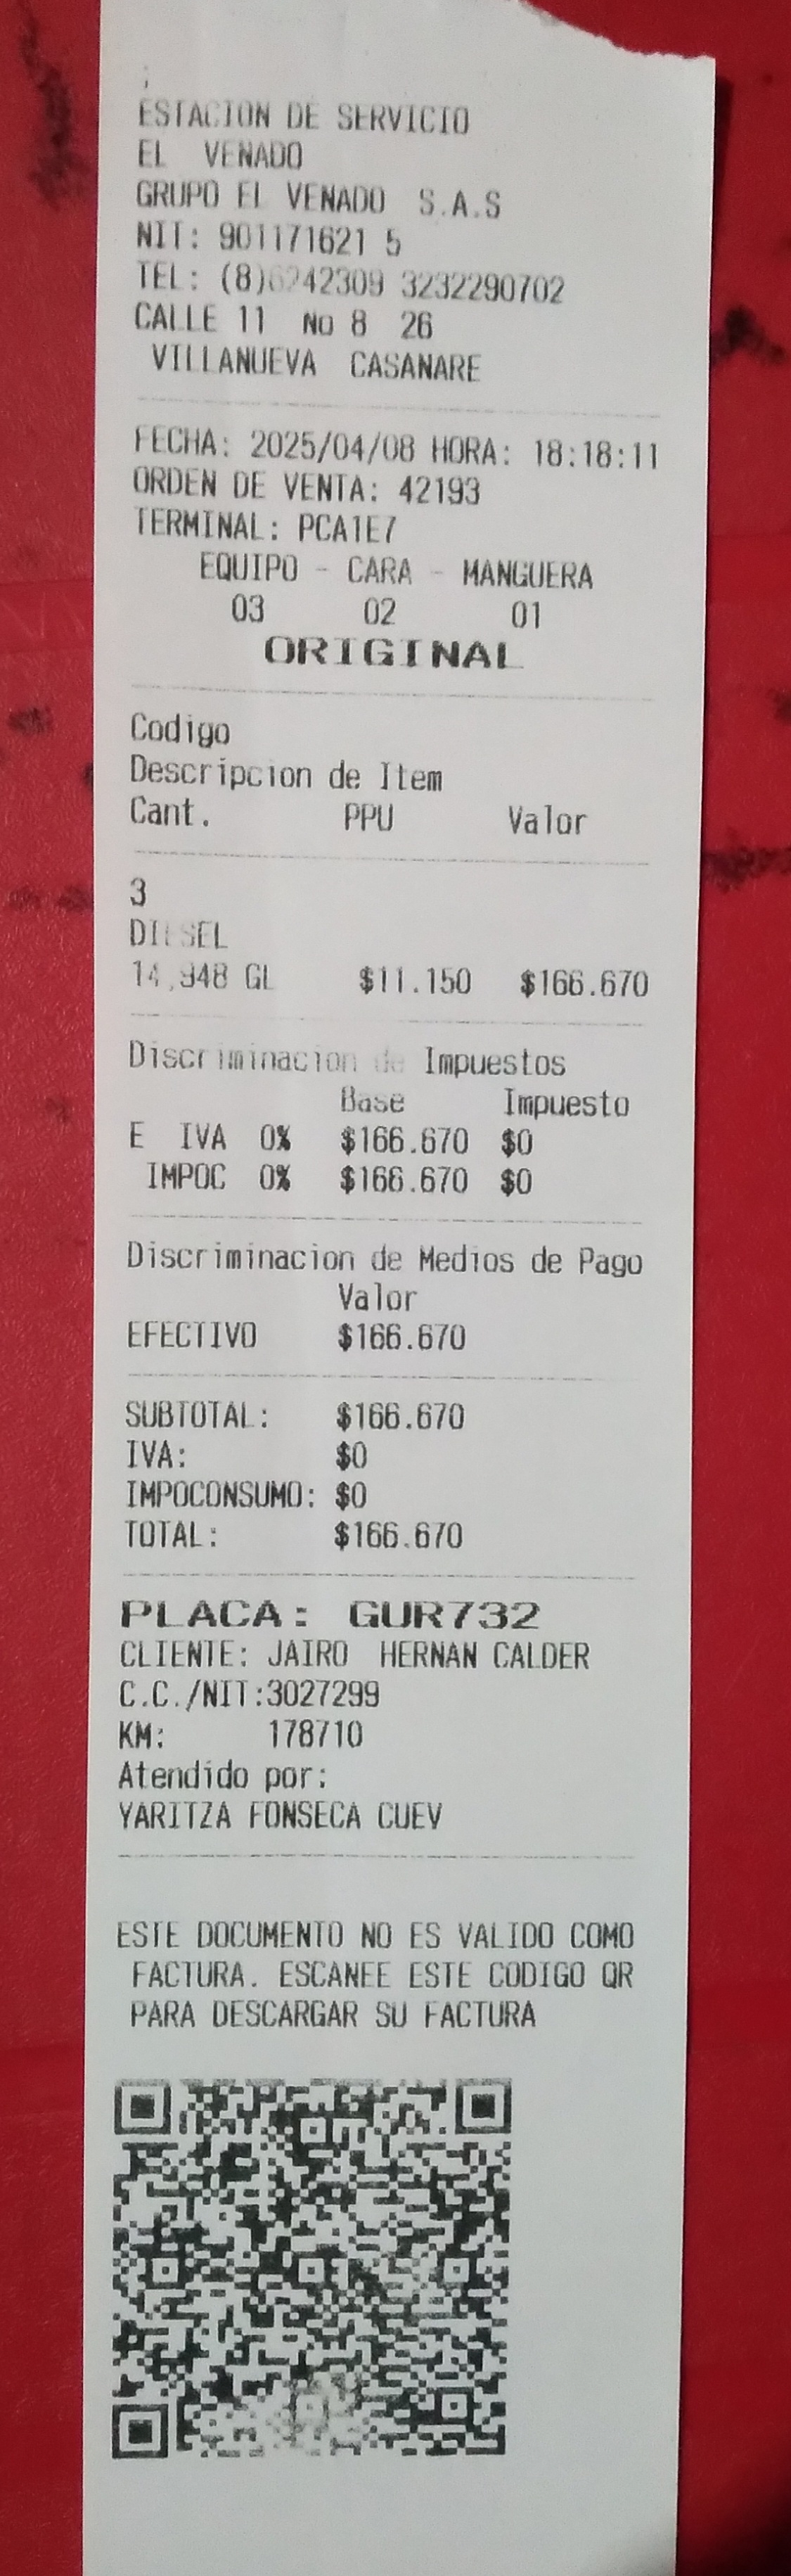 ;
ESTACION DE SERVICIO
EL VENADO
GRUPO EL VENADO S.A.S
NIT: 901171621 5
TEL: (8)6242309 3232290702
CALLE 11 No 8 26
VILLANUEVA CASANARE
FECHA: 2025/04/08 HORA: 18:18:11
ORDEN DE VENTA: 42193
TERMINAL: PCA1E7
EQUIPO - CARA - MANGUERA
03 02 01
ORIGINAL
Codigo
Descripcion de Item
Cant. PPU Valor
3
DIESEL
14,948 GL $11.150 $166.670
Discriminacion de Impuestos
Base Impuesto
E IVA 0% $166.670 $0
IMPOC 0% $166.670 $0
Discriminacion de Medios de Pago
Valor
EFECTIVO $166.670
SUBTOTAL: $166.670
IVA: $0
IMPOCONSUMO: $0
TOTAL: $166.670
PLACA: GUR732
CLIENTE: JAIRO HERNAN CALDER
C.C./NIT:3027299
KM: 178710
Atendido por:
YARITZA FONSECA CUEV
ESTE DOCUMENTO NO ES VALIDO COMO
FACTURA. ESCANEE ESTE CODIGO QR
PARA DESCARGAR SU FACTURA